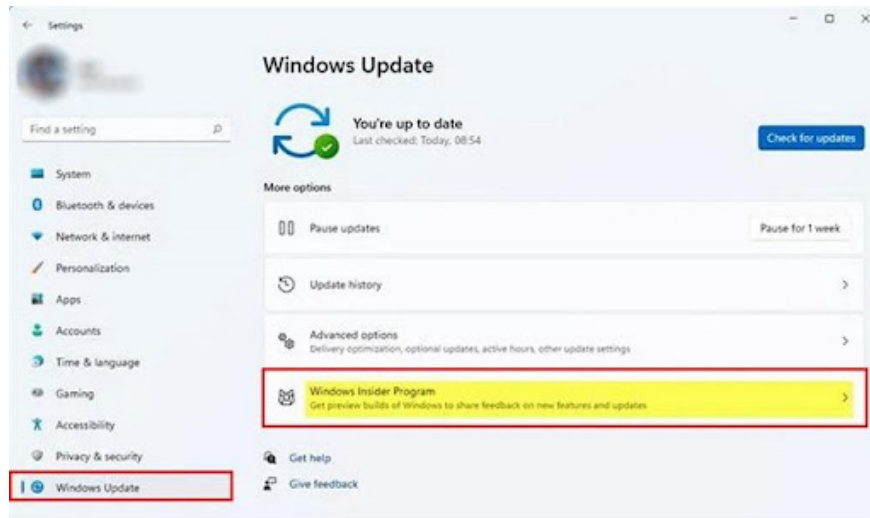 Settings
Windows Update
Find a setting
You're up to date
Last checked: Today, 08:54
Check for updates
System
Bluetooth & devices
Network & internet
Personalization
Apps
Accounts
Time & language
Gaming
Accessibility
Privacy & security
Windows Update
More options
Pause updates
Pause for 1 week
Update history
Advanced options
Delivery optimization, optional updates, active hours, other update settings
Windows Insider Program
Get preview builds of Windows to share feedback on new features and updates
Get help
Give feedback